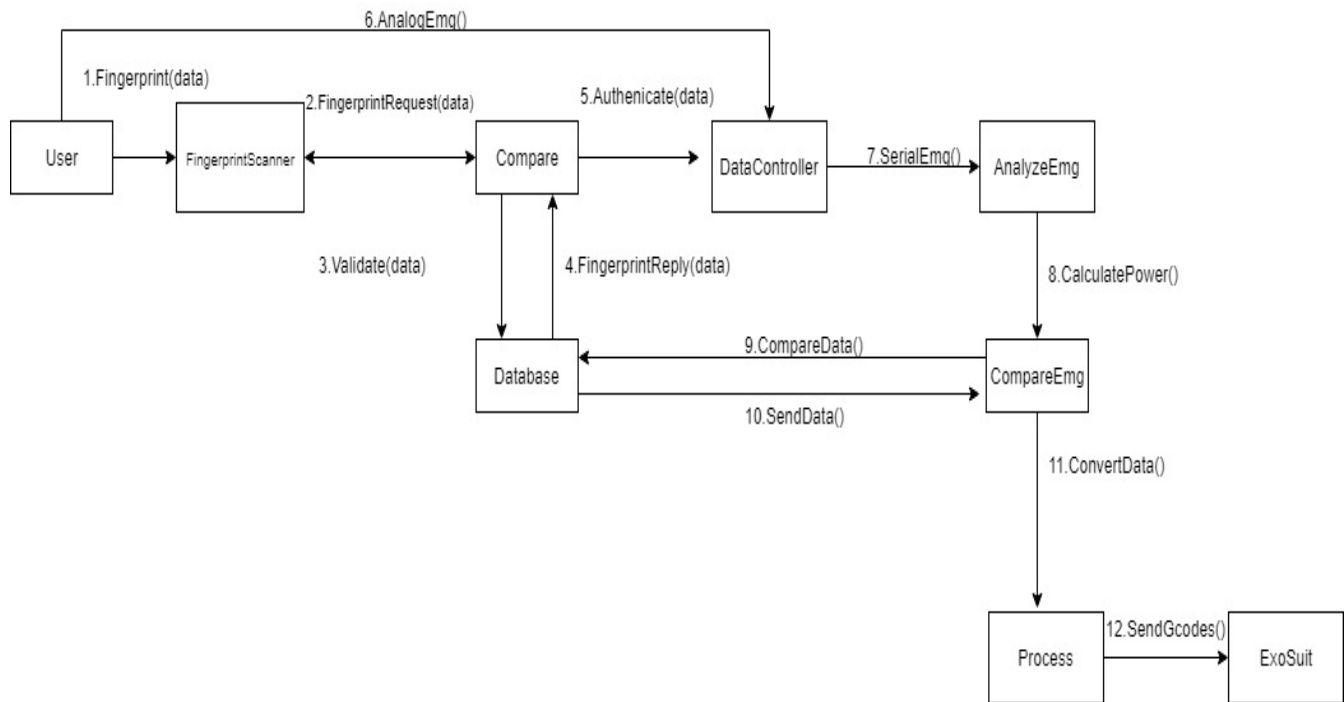 6.AnalogEmg()
1.Fingerprint(data)
2.FingerprintRequest(data)
5.Authenicate(data)
User
FingerprintScanner
Compare
DataController
7.SerialEmg()
AnalyzeEmg
3.Validate(data)
4.FingerprintReply(data)
8.CalculatePower()
Database
9.CompareData()
CompareEmg
10.SendData()
11.ConvertData()
Process
12.SendGcodes()
ExoSuit